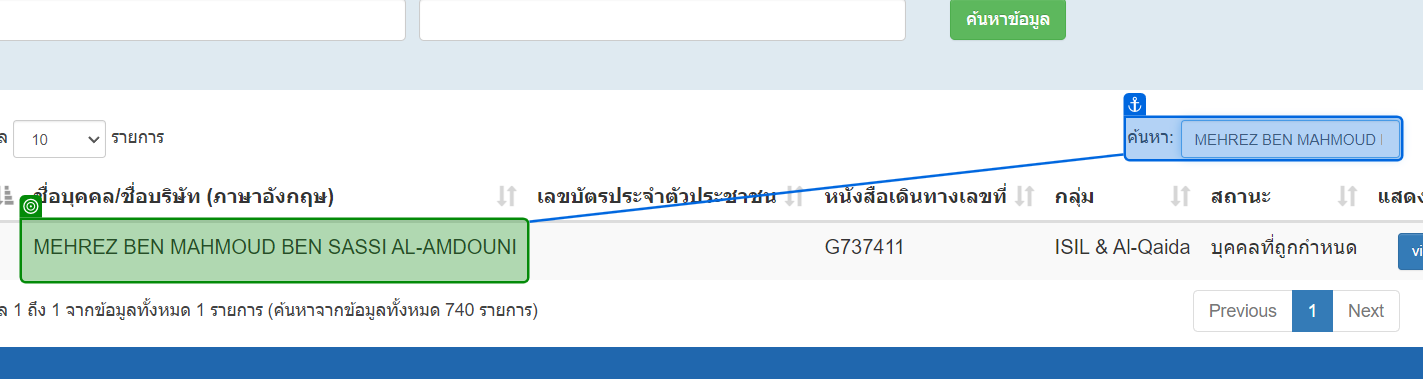 ค้นหาข้อมูล
ล 10 รายการ
ค้นหา: MEHREZ BEN MAHMOUD
ชื่อบุคคล/ชื่อบริษัท (ภาษาอังกฤษ) เลขบัตรประจำตัวประชาชน หนังสือเดินทางเลขที่ กลุ่ม สถานะ แสดง
MEHREZ BEN MAHMOUD BEN SASSI AL-AMDOUNI G737411 ISIL & Al-Qaida บุคคลที่ถูกกำหนด vi
ล 1 ถึง 1 จากข้อมูลทั้งหมด 1 รายการ (ค้นหาจากข้อมูลทั้งหมด 740 รายการ)
Previous 1 Next